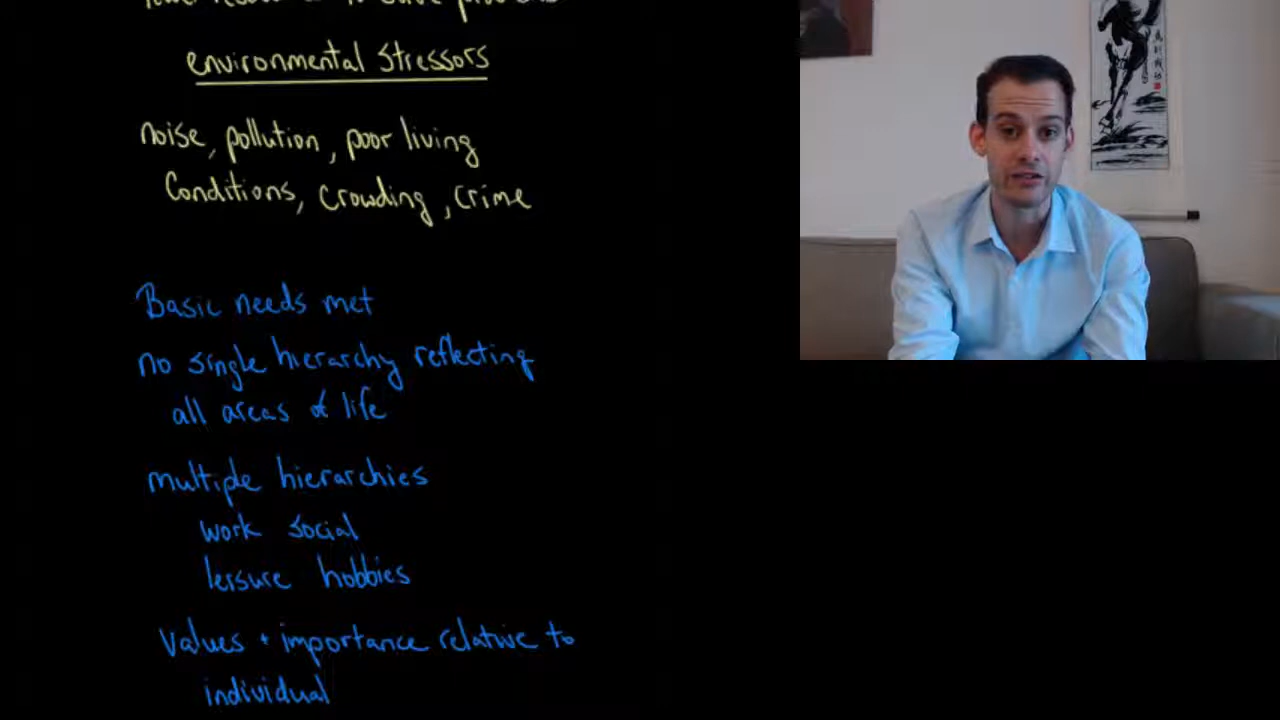 environmental stressors
noise, pollution, poor living
conditions, crowding, crime
Basic needs met
no single hierarchy reflecting
all areas of life
multiple hierarchies
work social
leisure hobbies
values + importance relative to
individual